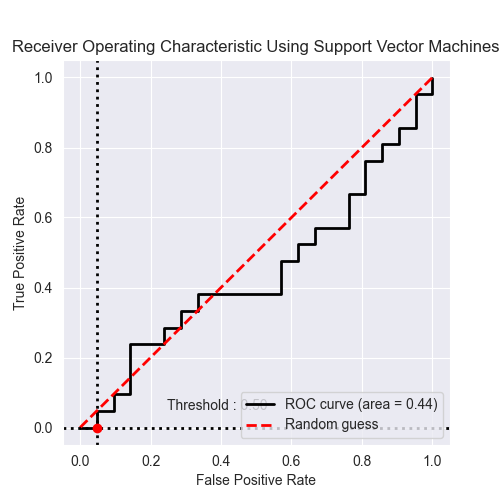 Receiver Operating Characteristic Using Support Vector Machines
1.0
0.8
0.6
0.4
0.2
0.0
True Positive Rate
Threshold : 0.50
ROC curve (area = 0.44)
Random guess
0.0 0.2 0.4 0.6 0.8 1.0
False Positive Rate